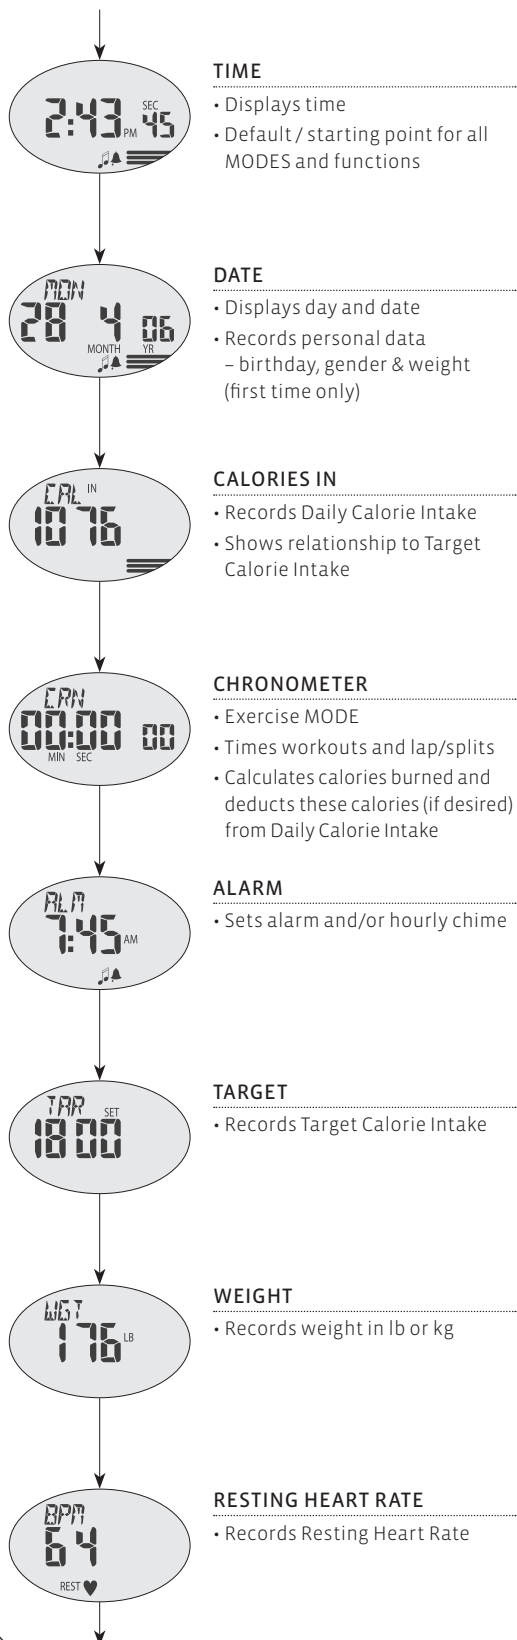 TIME
2:43 PM SEC 45
• Displays time
• Default / starting point for all
MODES and functions
DATE
MON
28 4 06
MONTH YR
• Displays day and date
• Records personal data
– birthday, gender & weight
(first time only)
CALORIES IN
CAL IN
1076
• Records Daily Calorie Intake
• Shows relationship to Target
Calorie Intake
CHRONOMETER
CRN
00:00 00
MIN SEC
• Exercise MODE
• Times workouts and lap/splits
• Calculates calories burned and
deducts these calories (if desired)
from Daily Calorie Intake
ALARM
ALM
7:45 AM
• Sets alarm and/or hourly chime
TARGET
TAR SET
1800
• Records Target Calorie Intake
WEIGHT
WGT
176 LB
• Records weight in lb or kg
RESTING HEART RATE
BPM
64
REST
• Records Resting Heart Rate